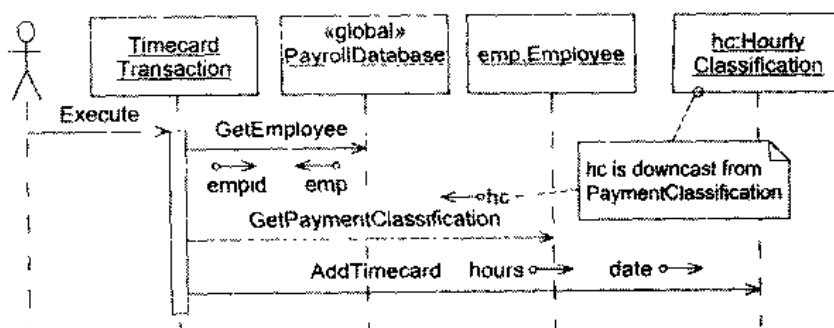 Timecard
Transaction
«global»
PayrollDatabase
emp.Employee
hc:Hourly
Classification
Execute
GetEmployee
empid
emp
hc
hc is downcast from
PaymentClassification
GetPaymentClassification
AddTimecard
hours
date